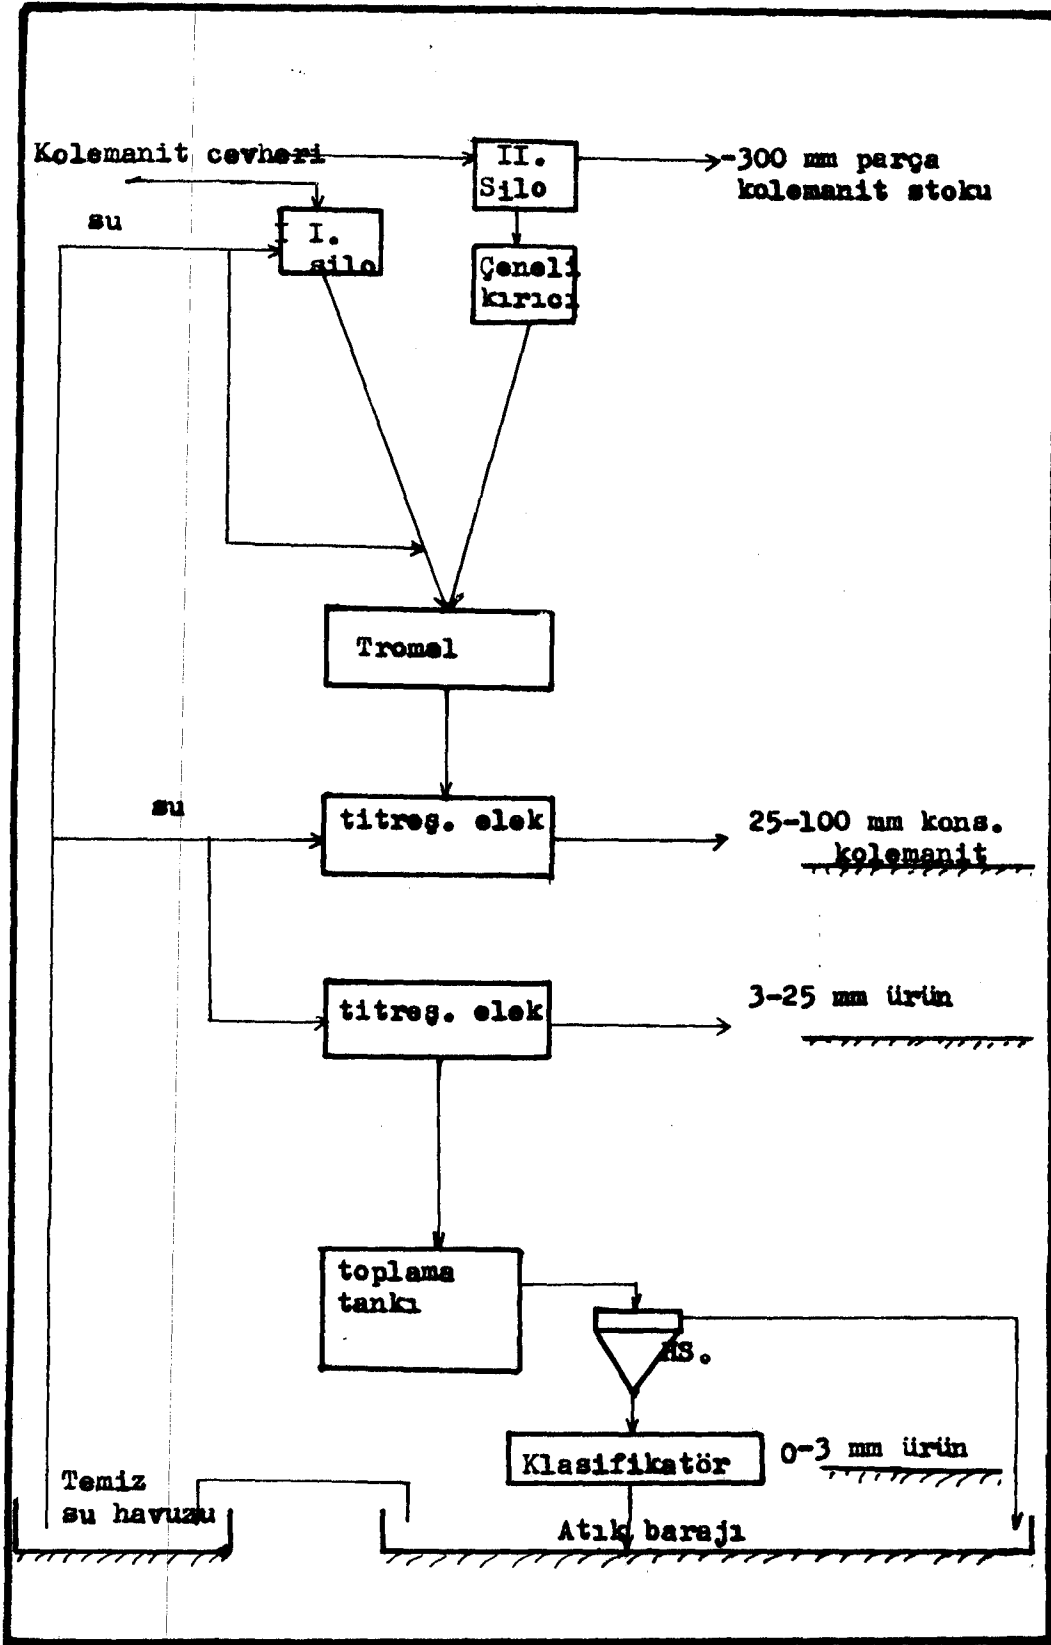 Kolemanit cevheri
II.
Silo
-300 mm parça
kolemanit stoku
su
I I.
silo
Çeneli
kırıcı
Tromel
su
titreş. elek
25-100 mm kons.
kolemanit
titreş. elek
3-25 mm ürün
toplama
tankı
HS.
Klasifikatör
0-3 mm ürün
Temiz
su havuzu
Atık barajı